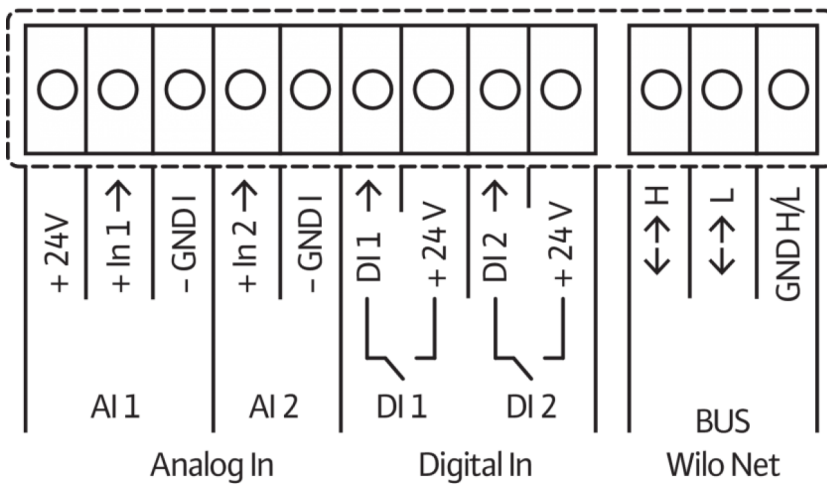 + 24V
+ In 1 →
– GND I
+ In 2 →
– GND I
DI 1 →
+ 24 V
DI 2 →
+ 24 V
H
L
GND H/L
AI 1
AI 2
DI 1
DI 2
BUS
Analog In
Digital In
Wilo Net